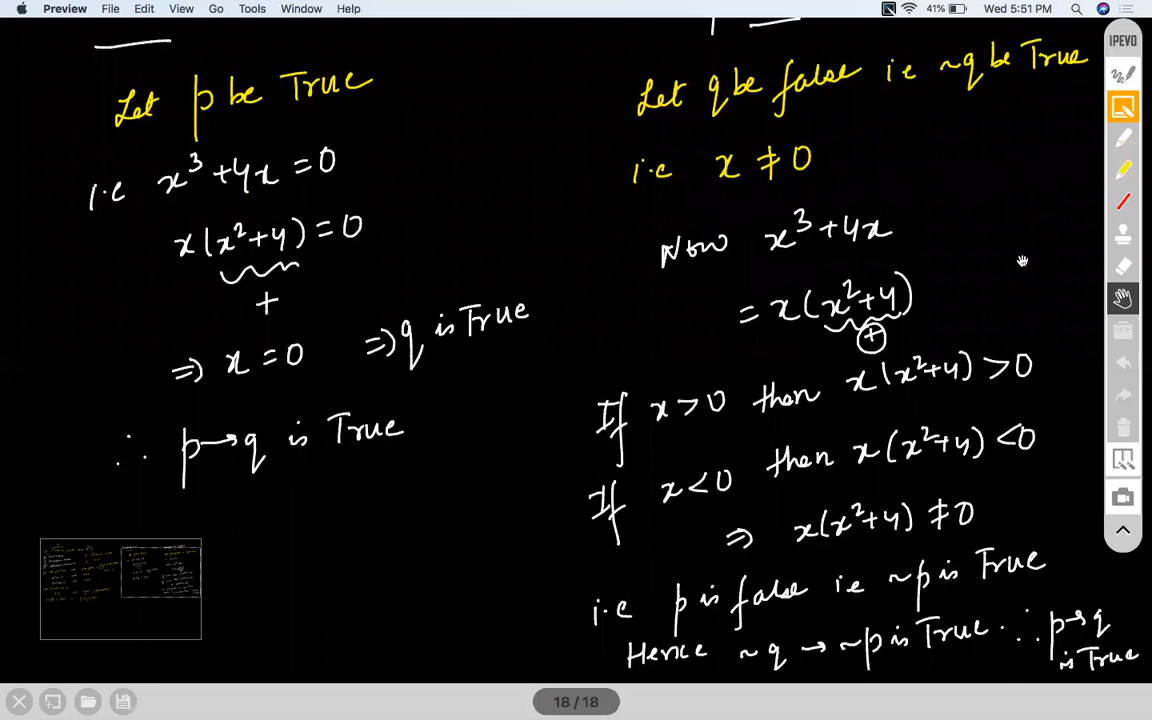 Preview File Edit View Go Tools Window Help 41% Wed 5:51 PM
IPEVO
Let p be True
i.e x³+4x=0
x(x²+4)=0
+
⇒ x=0 ⇒ q is True
∴ p→q is True
Let q be false ie ~q be True
i.e x ≠ 0
Now x³+4x
= x(x²+4)
+
If x>0 then x(x²+4)>0
If x<0 then x(x²+4)<0
⇒ x(x²+4) ≠ 0
i.e p is false ie ~p is True
Hence ~q → ~p is True. ∴ p→q
is True
18 / 18